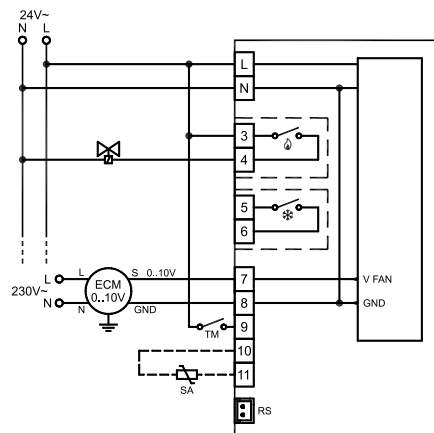 24V~
N L
L
N
3
4
5
6
L S 0..10V 7 V FAN
230V~
ECM
0..10V
N N GND 8 GND
L
TM 9
10
11
SA
RS